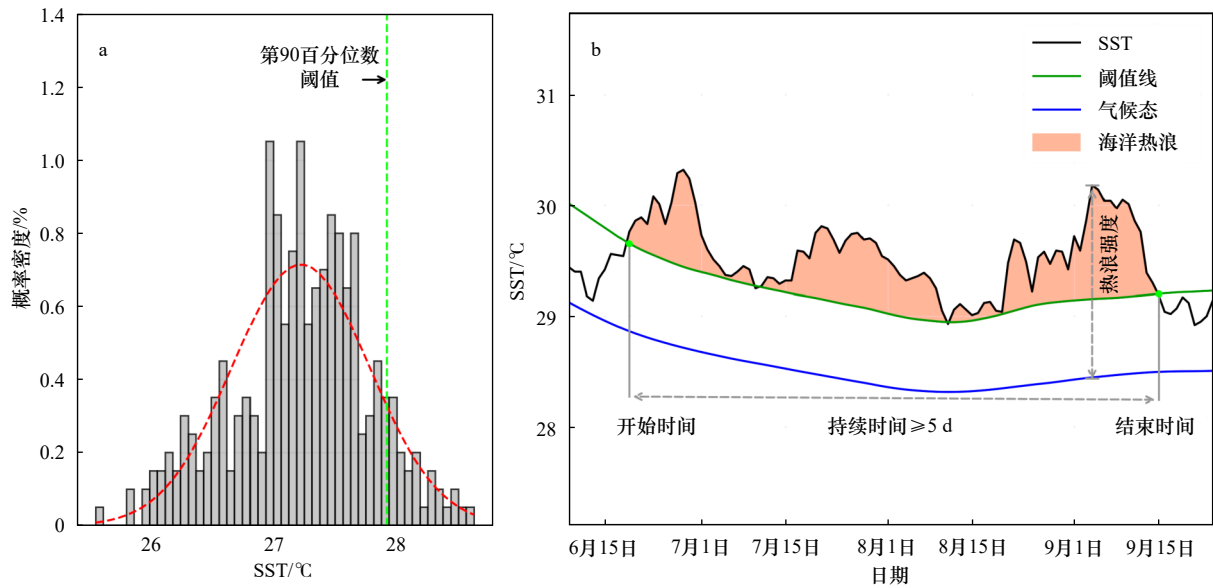 a
第90百分位数
阈值
概率密度/%
1.4
1.2
1.0
0.8
0.6
0.4
0.2
0
26
27
28
SST/℃
b
SST
阈值线
气候态
海洋热浪
SST/℃
31
30
29
28
热浪强度
开始时间
持续时间≥5 d
结束时间
6月15日
7月1日
7月15日
8月1日
8月15日
9月1日
9月15日
日期